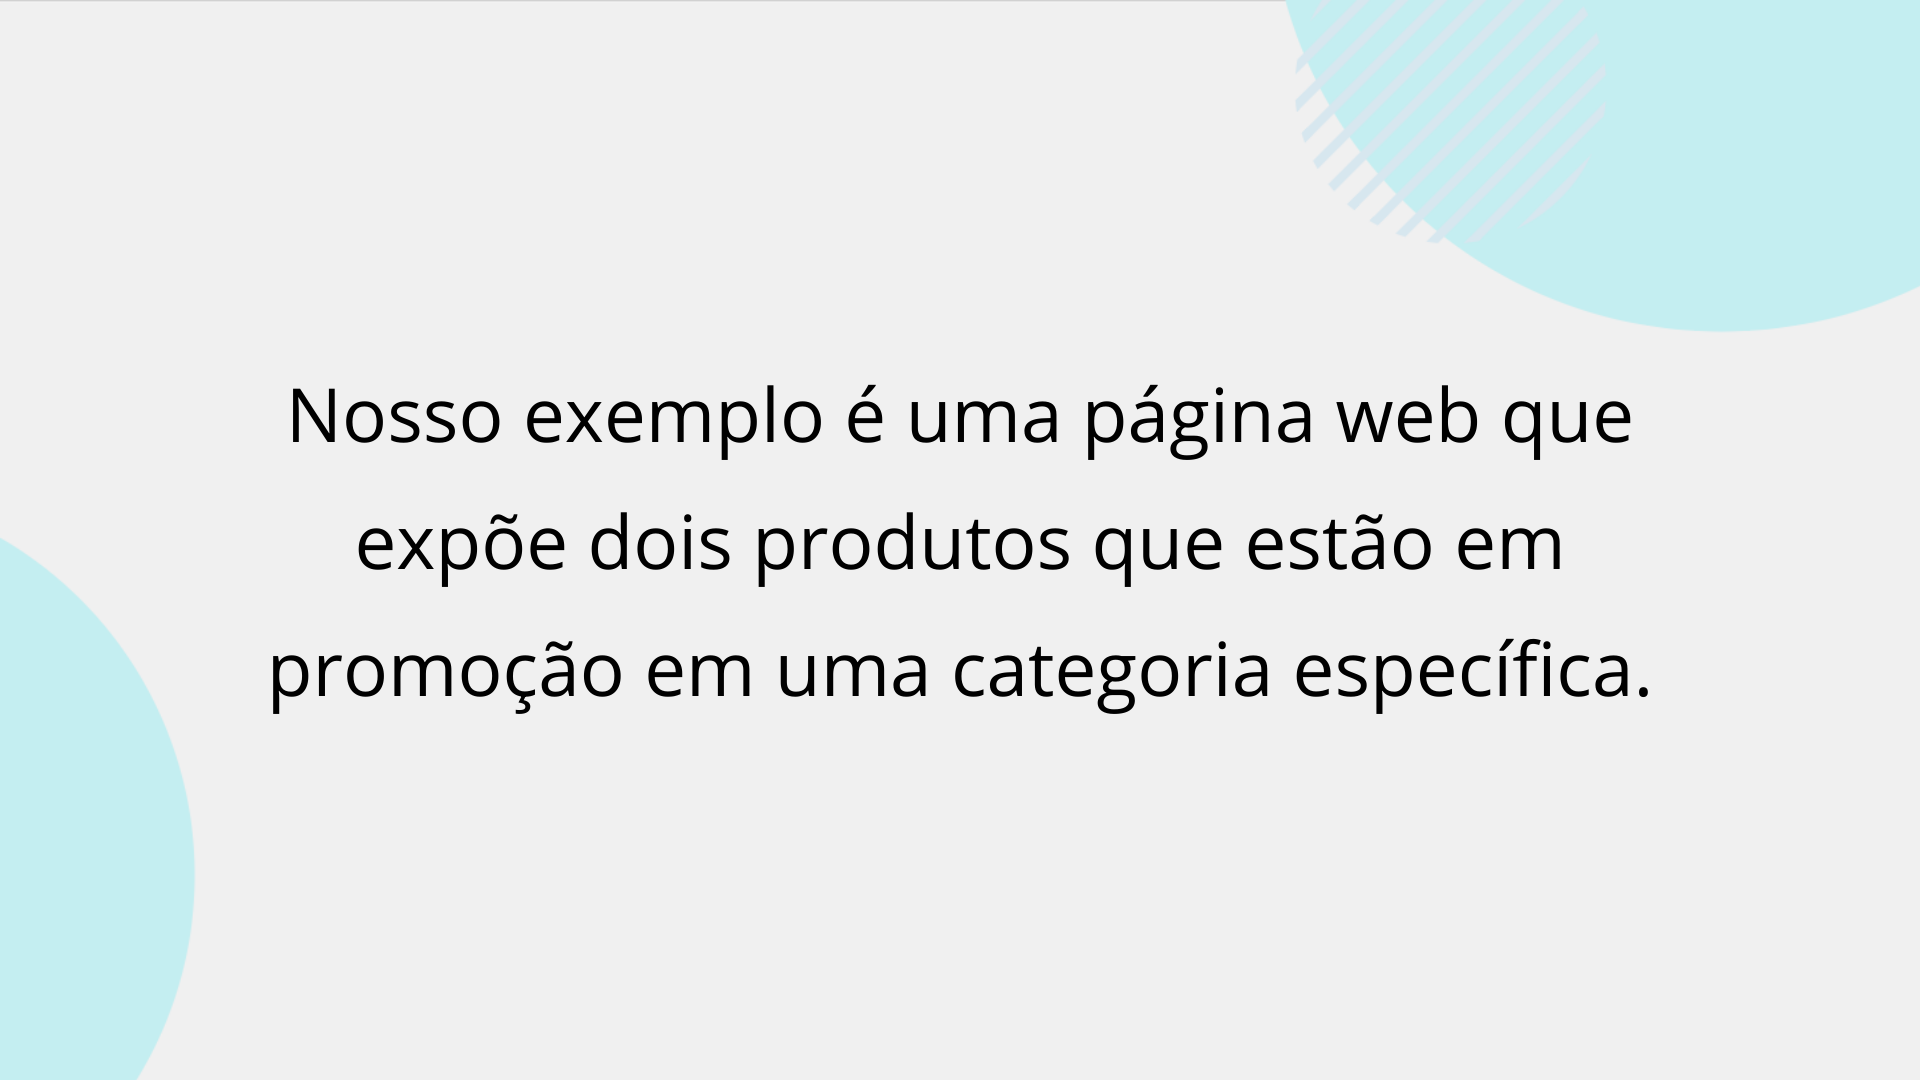 Nosso exemplo é uma página web que
expõe dois produtos que estão em
promoção em uma categoria específica.